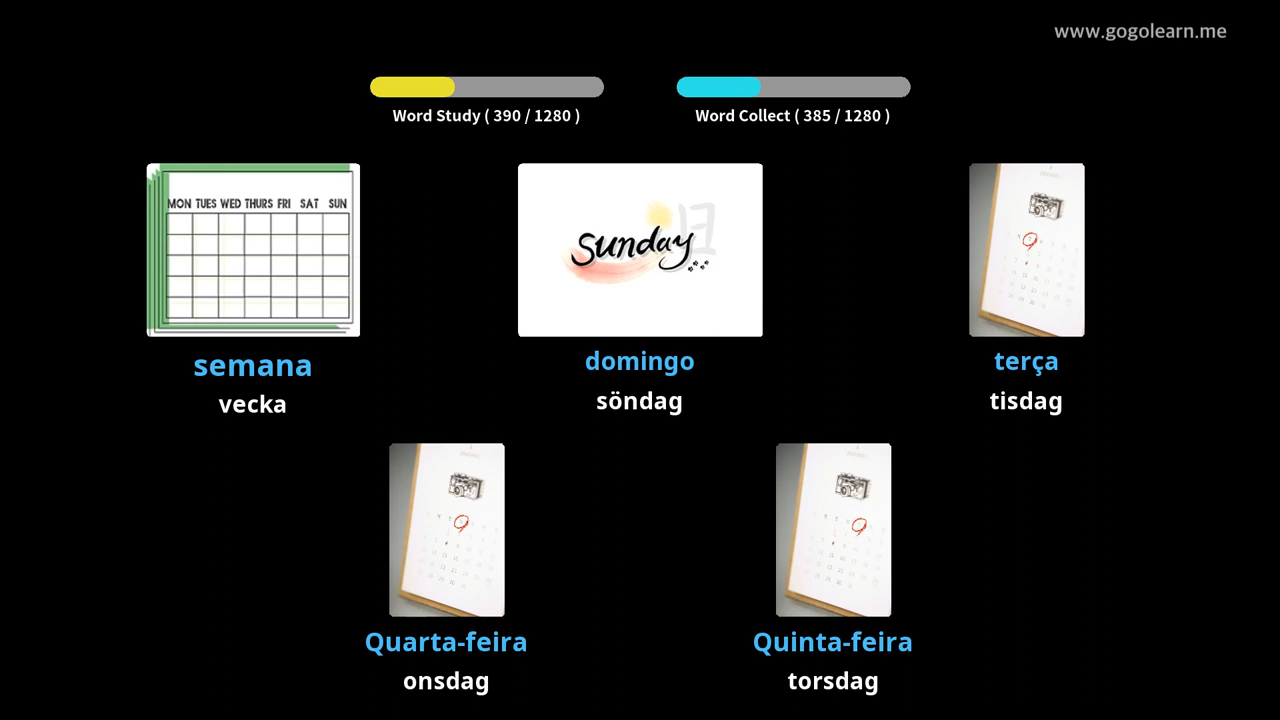 www.gogolearn.me
Word Study ( 390 / 1280 )
Word Collect ( 385 / 1280 )
MON TUES WED THURS FRI SAT SUN
Sunday
semana
vecka
domingo
söndag
terça
tisdag
Quarta-feira
onsdag
Quinta-feira
torsdag